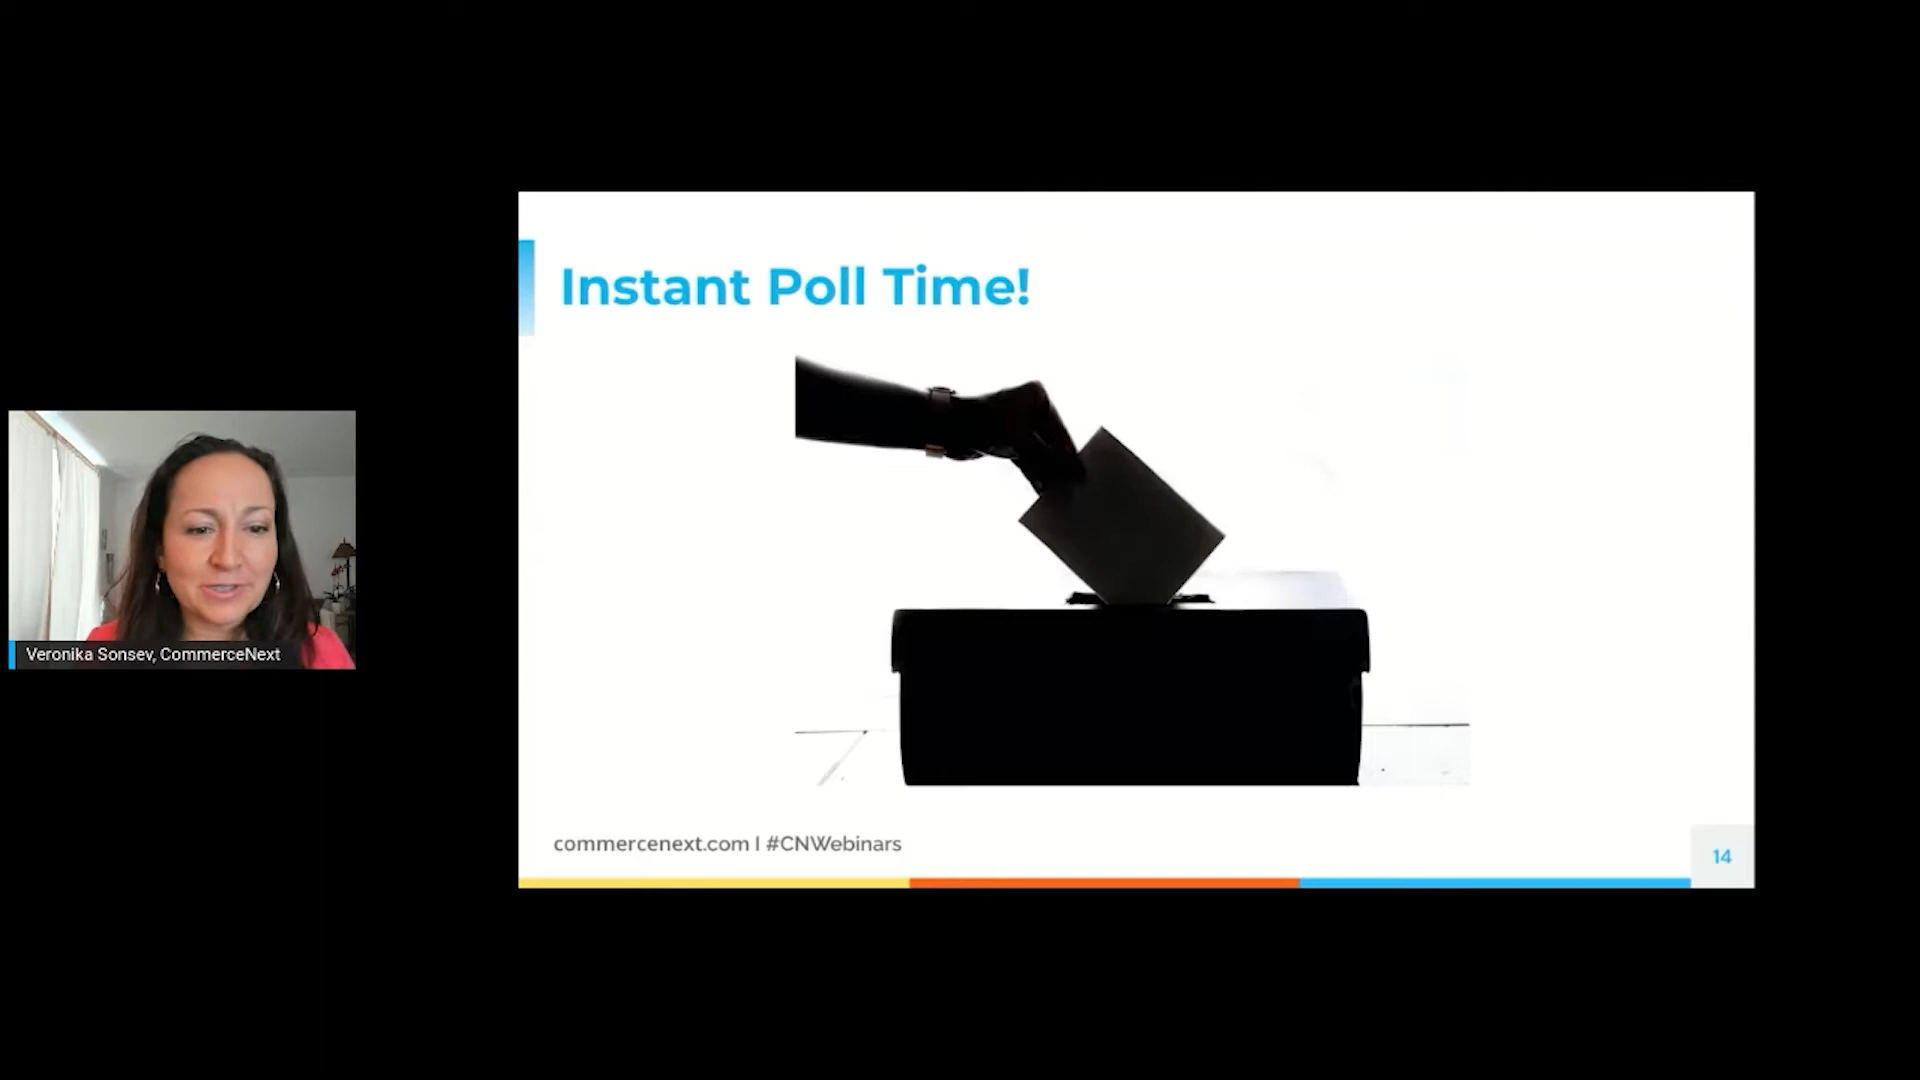 Instant Poll Time!
Veronika Sonsev, CommerceNext
commercenext.com | #CNWebinars
14